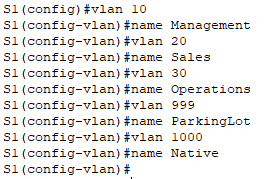 S1(config)#vlan 10
S1(config-vlan)#name Management
S1(config-vlan)#vlan 20
S1(config-vlan)#name Sales
S1(config-vlan)#vlan 30
S1(config-vlan)#name Operations
S1(config-vlan)#vlan 999
S1(config-vlan)#name ParkingLot
S1(config-vlan)#vlan 1000
S1(config-vlan)#name Native
S1(config-vlan)#